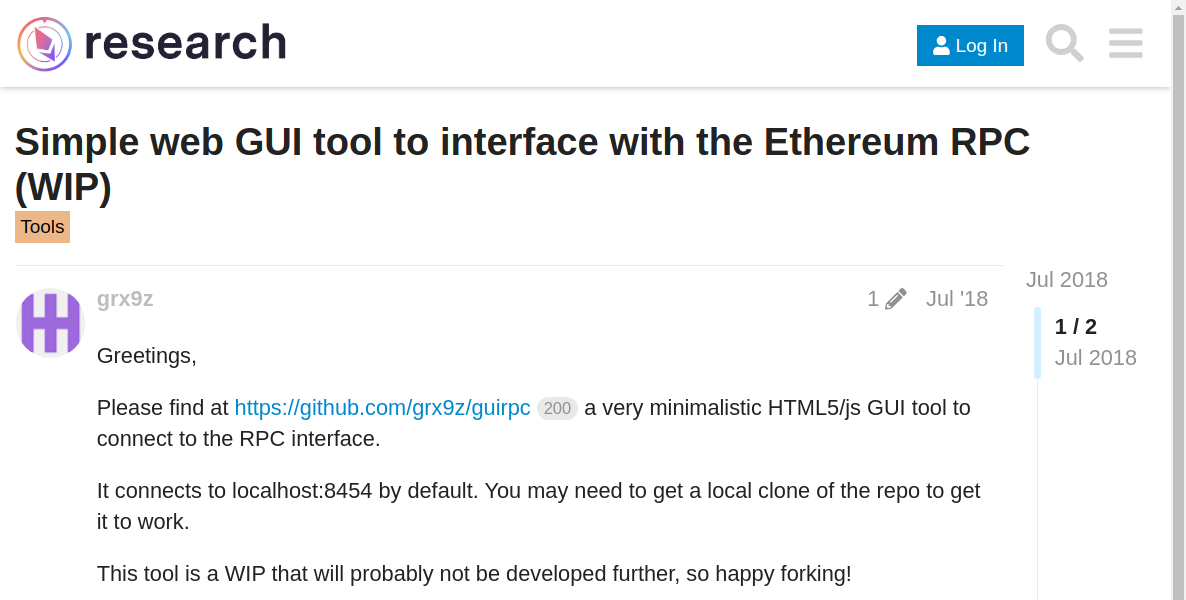 research
Log In
Simple web GUI tool to interface with the Ethereum RPC
(WIP)
Tools
Jul 2018
grx9z
1
Jul '18
1 / 2
Jul 2018
Greetings,
Please find at https://github.com/grx9z/guirpc 200 a very minimalistic HTML5/js GUI tool to
connect to the RPC interface.
It connects to localhost:8454 by default. You may need to get a local clone of the repo to get
it to work.
This tool is a WIP that will probably not be developed further, so happy forking!